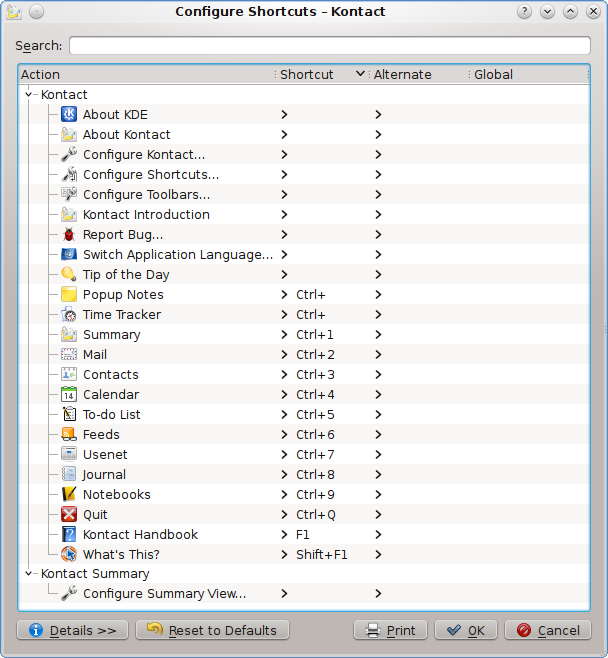 Configure Shortcuts – Kontact
Search:
Action Shortcut Alternate Global
Kontact
About KDE
About Kontact
Configure Kontact...
Configure Shortcuts...
Configure Toolbars...
Kontact Introduction
Report Bug...
Switch Application Language...
Tip of the Day
Popup Notes Ctrl+
Time Tracker Ctrl+
Summary Ctrl+1
Mail Ctrl+2
Contacts Ctrl+3
Calendar Ctrl+4
To-do List Ctrl+5
Feeds Ctrl+6
Usenet Ctrl+7
Journal Ctrl+8
Notebooks Ctrl+9
Quit Ctrl+Q
Kontact Handbook F1
What's This? Shift+F1
Kontact Summary
Configure Summary View...
Details >> Reset to Defaults Print OK Cancel